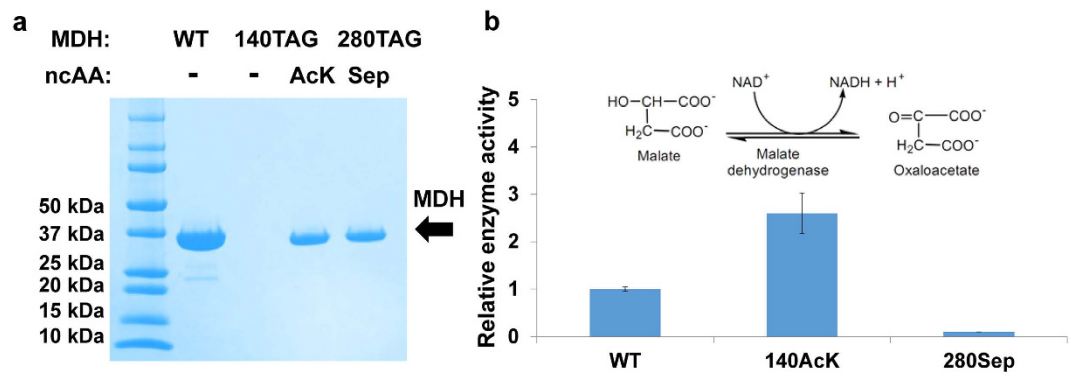 a
MDH: WT 140TAG 280TAG
ncAA: - - AcK Sep
50 kDa
37 kDa
25 kDa
20 kDa
15 kDa
10 kDa
MDH
b
Relative enzyme activity
5
4
3
2
1
0
WT 140AcK 280Sep
NAD+ NADH + H+
HO-CH-COO-
H2C-COO-
Malate
Malate
dehydrogenase
O=C-COO-
H2C-COO-
Oxaloacetate